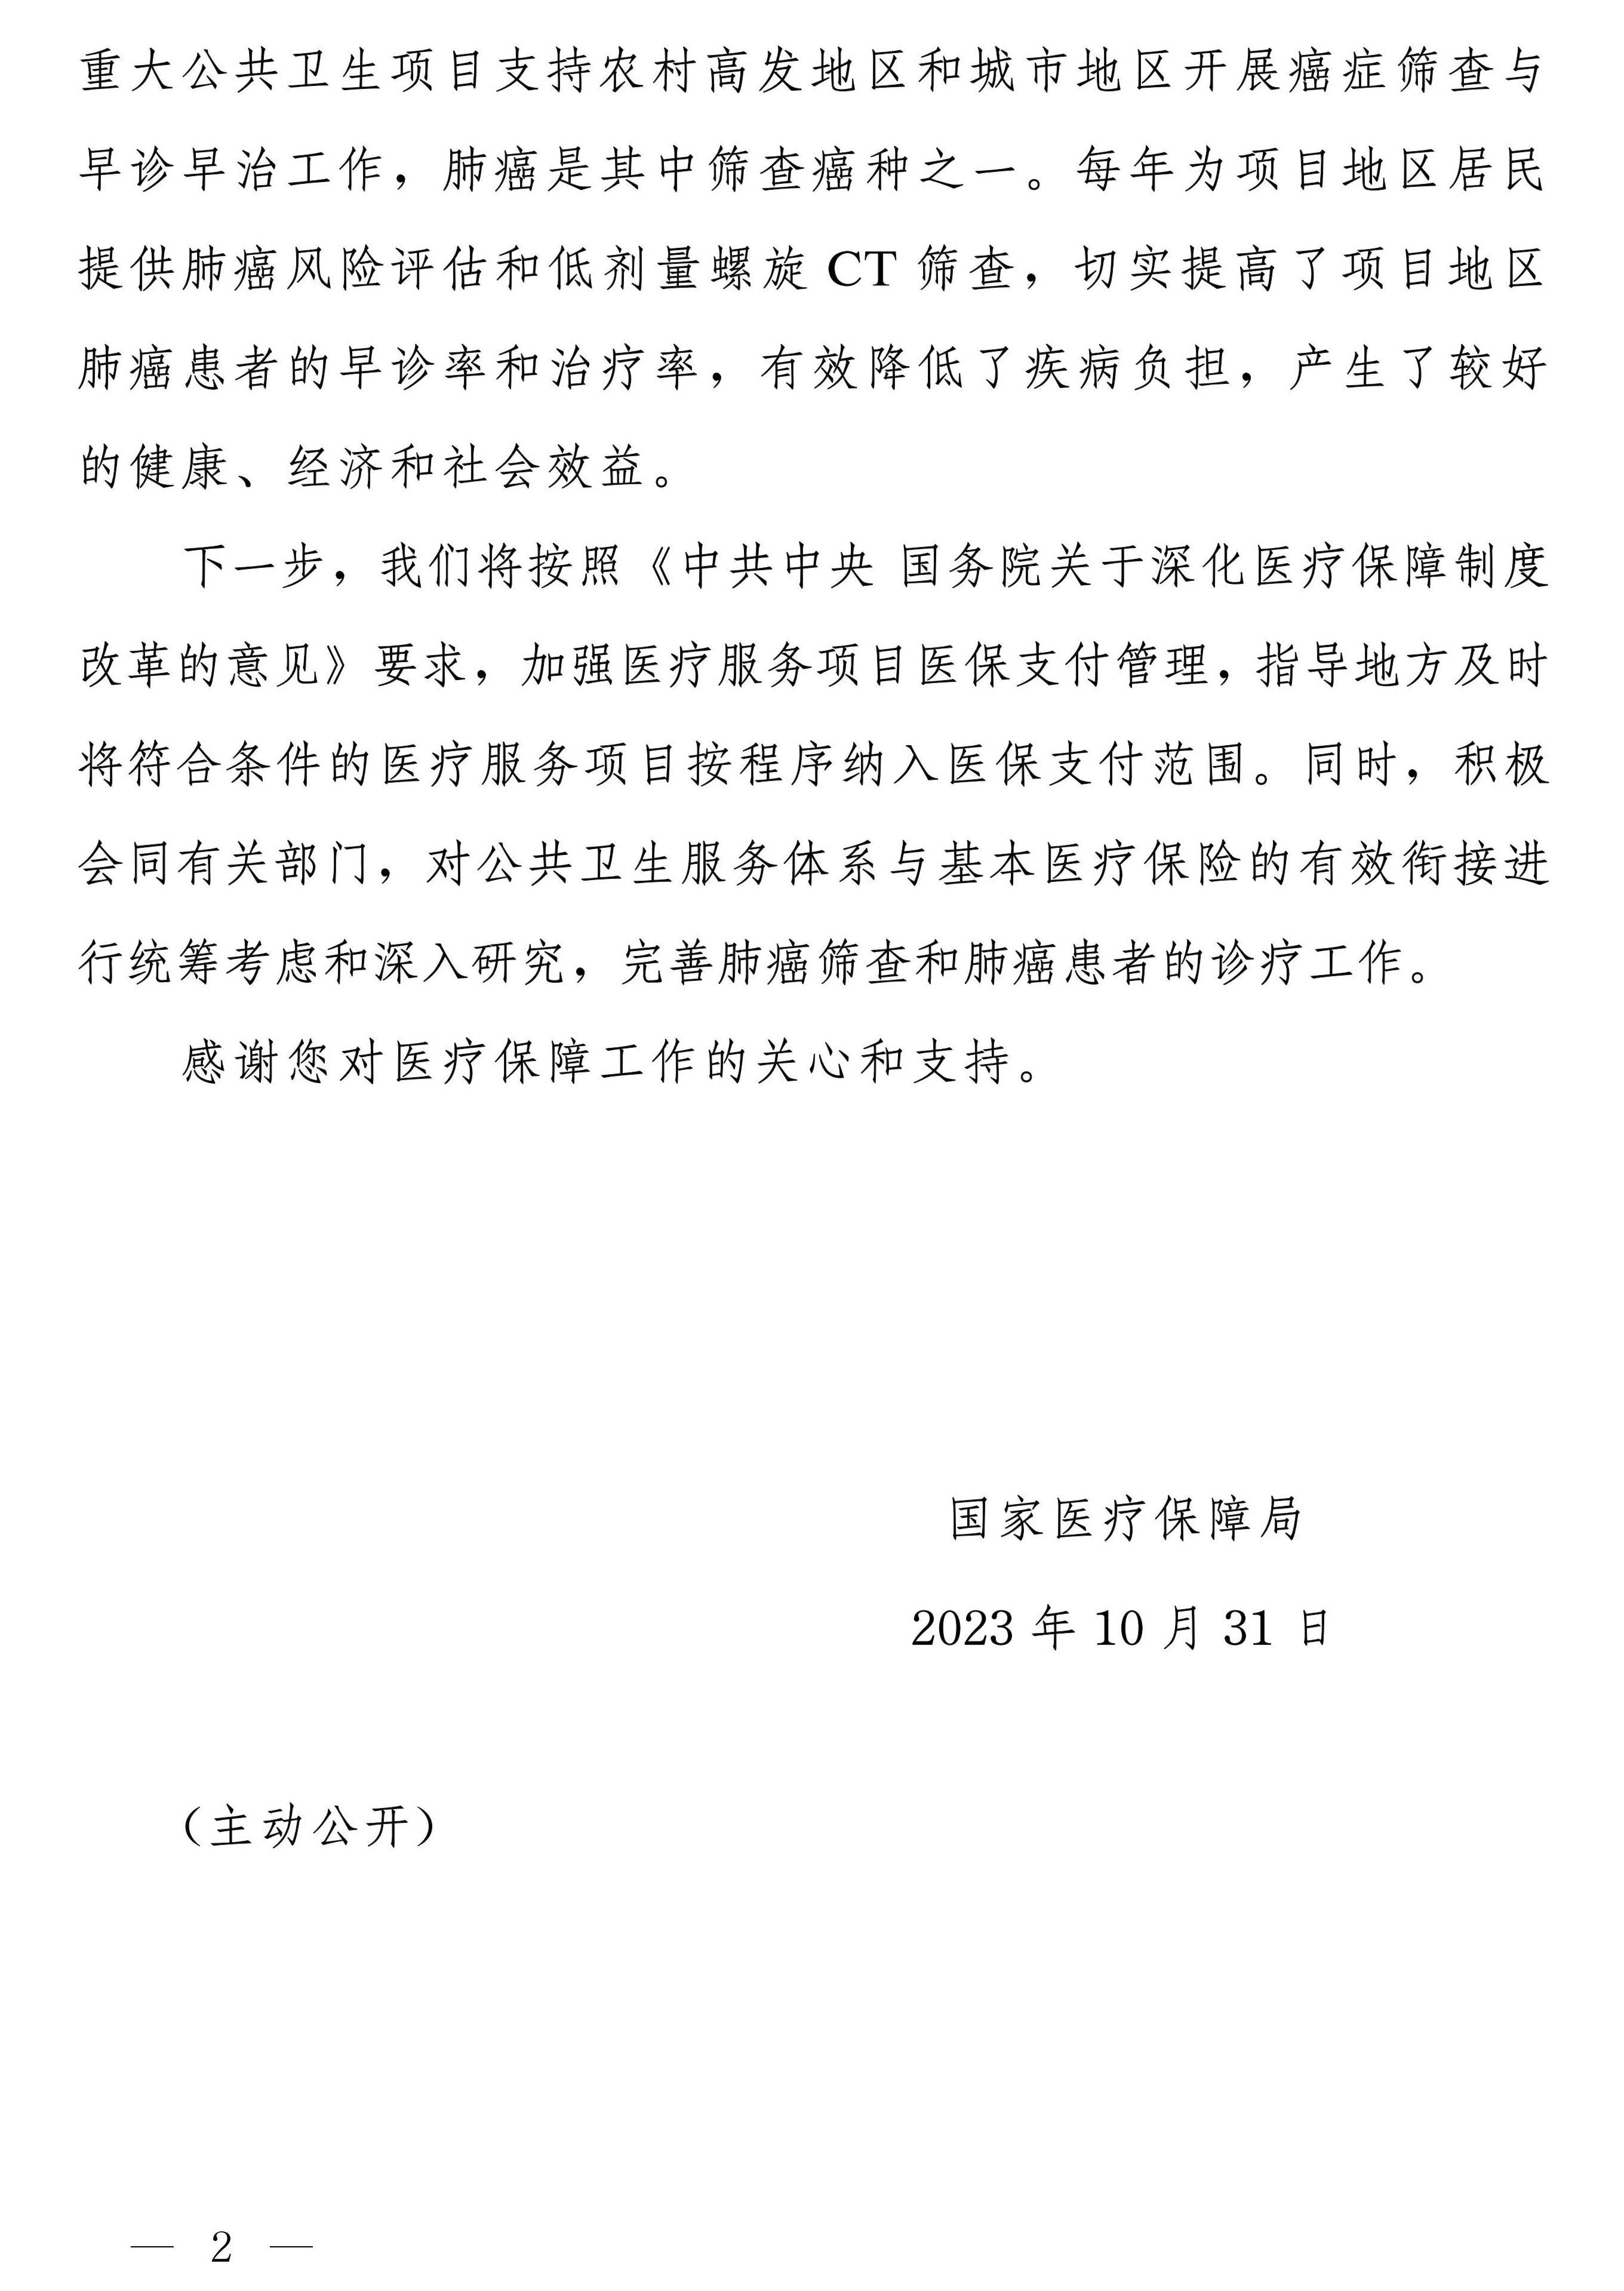 重大公共卫生项目支持农村高发地区和城市地区开展癌症筛查与
早诊早治工作，肺癌是其中筛查癌种之一。每年为项目地区居民
提供肺癌风险评估和低剂量螺旋 CT 筛查，切实提高了项目地区
肺癌患者的早诊率和治疗率，有效降低了疾病负担，产生了较好
的健康、经济和社会效益。
下一步，我们将按照《中共中央 国务院关于深化医疗保障制度
改革的意见》要求，加强医疗服务项目医保支付管理，指导地方及时
将符合条件的医疗服务项目按程序纳入医保支付范围。同时，积极
会同有关部门，对公共卫生服务体系与基本医疗保险的有效衔接进
行统筹考虑和深入研究，完善肺癌筛查和肺癌患者的诊疗工作。
感谢您对医疗保障工作的关心和支持。
国家医疗保障局
2023 年 10 月 31 日
（主动公开）
— 2 —